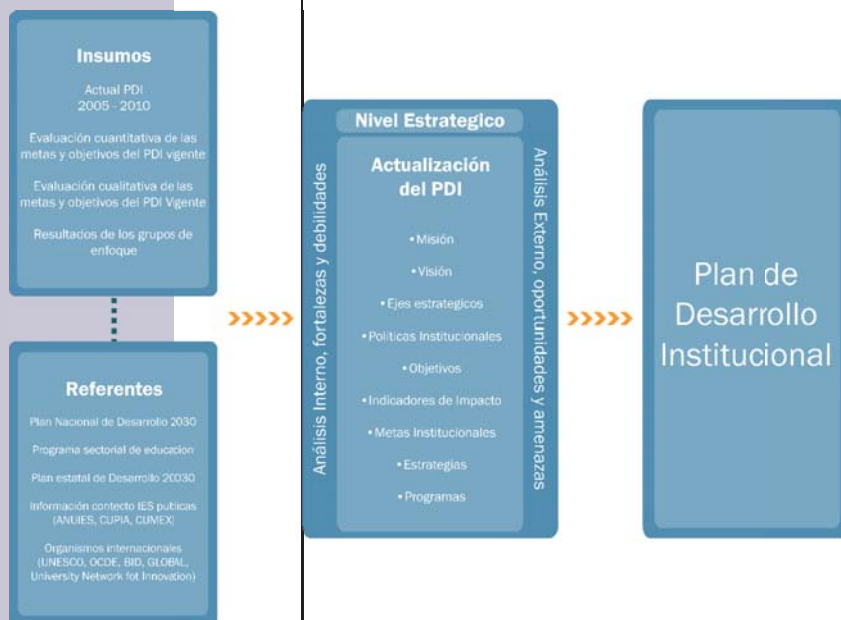 Insumos
Actual PDI
2005 - 2010
Evaluación cuantitativa de las
metas y objetivos del PDI vigente
Evaluación cualitativa de las
metas y objetivos del PDI Vigente
Resultados de los grupos de
enfoque
Referentes
Plan Nacional de Desarrollo 2030
Programa sectorial de educacion
Plan estatal de Desarrollo 20030
Información contecto IES publicas
(ANUIES, CUPIA, CUMEX)
Organismos internacionales
(UNESCO, OCDE, BID, GLOBAL,
University Network fot Innovation)
Análisis Interno, fortalezas y debilidades
Nivel Estrategico
Actualización
del PDI
• Misión
• Visión
• Ejes estrategicos
• Políticas Institucionales
• Objetivos
• Indicadores de Impacto
• Metas Institucionales
• Estrategias
• Programas
Análisis Externo, oportunidades y amenazas
Plan de
Desarrollo
Institucional